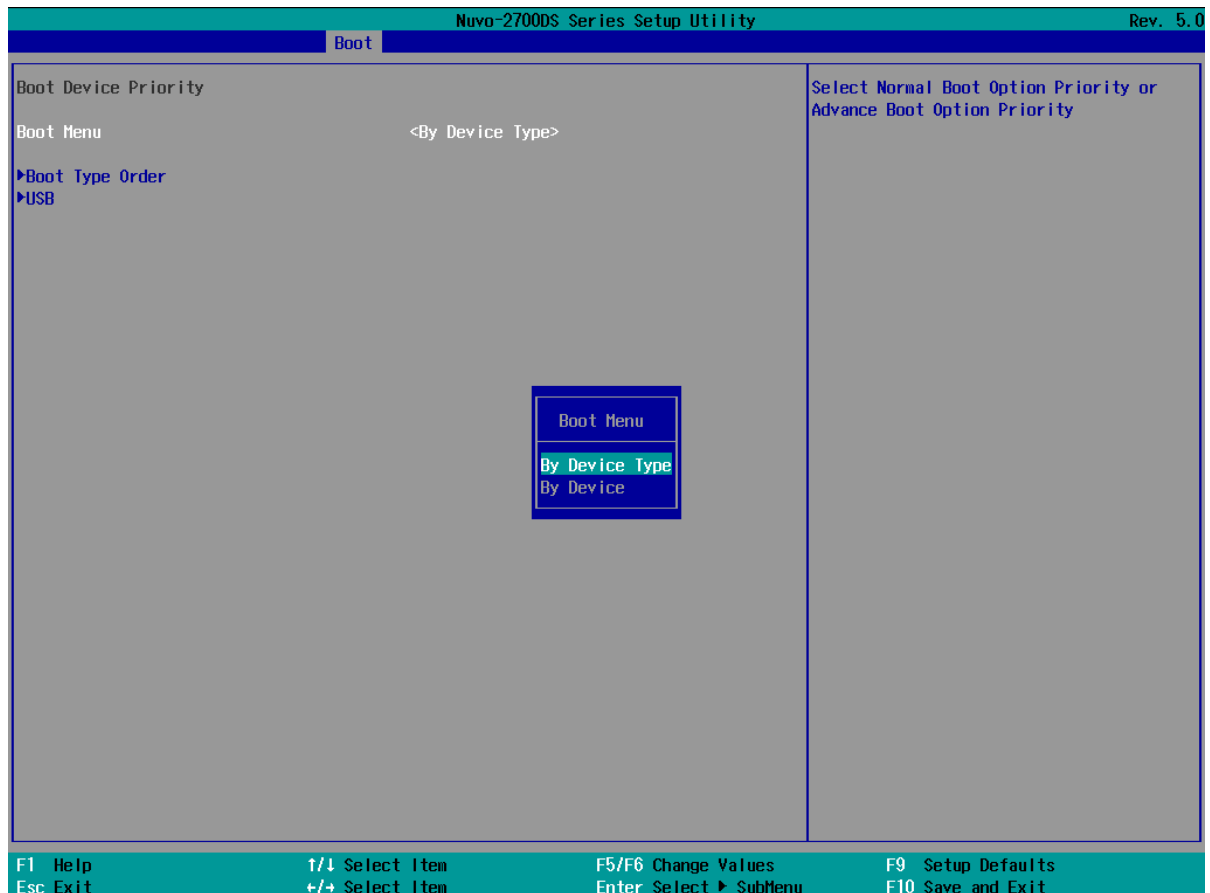 Nuvo-2700DS Series Setup Utility Rev. 5.0
Boot
Boot Device Priority
Boot Menu <By Device Type>
▶Boot Type Order
▶USB
Select Normal Boot Option Priority or
Advance Boot Option Priority
Boot Menu
By Device Type
By Device
F1 Help ↑/↓ Select Item F5/F6 Change Values F9 Setup Defaults
Esc Exit ←/→ Select Item Enter Select ▶ SubMenu F10 Save and Exit